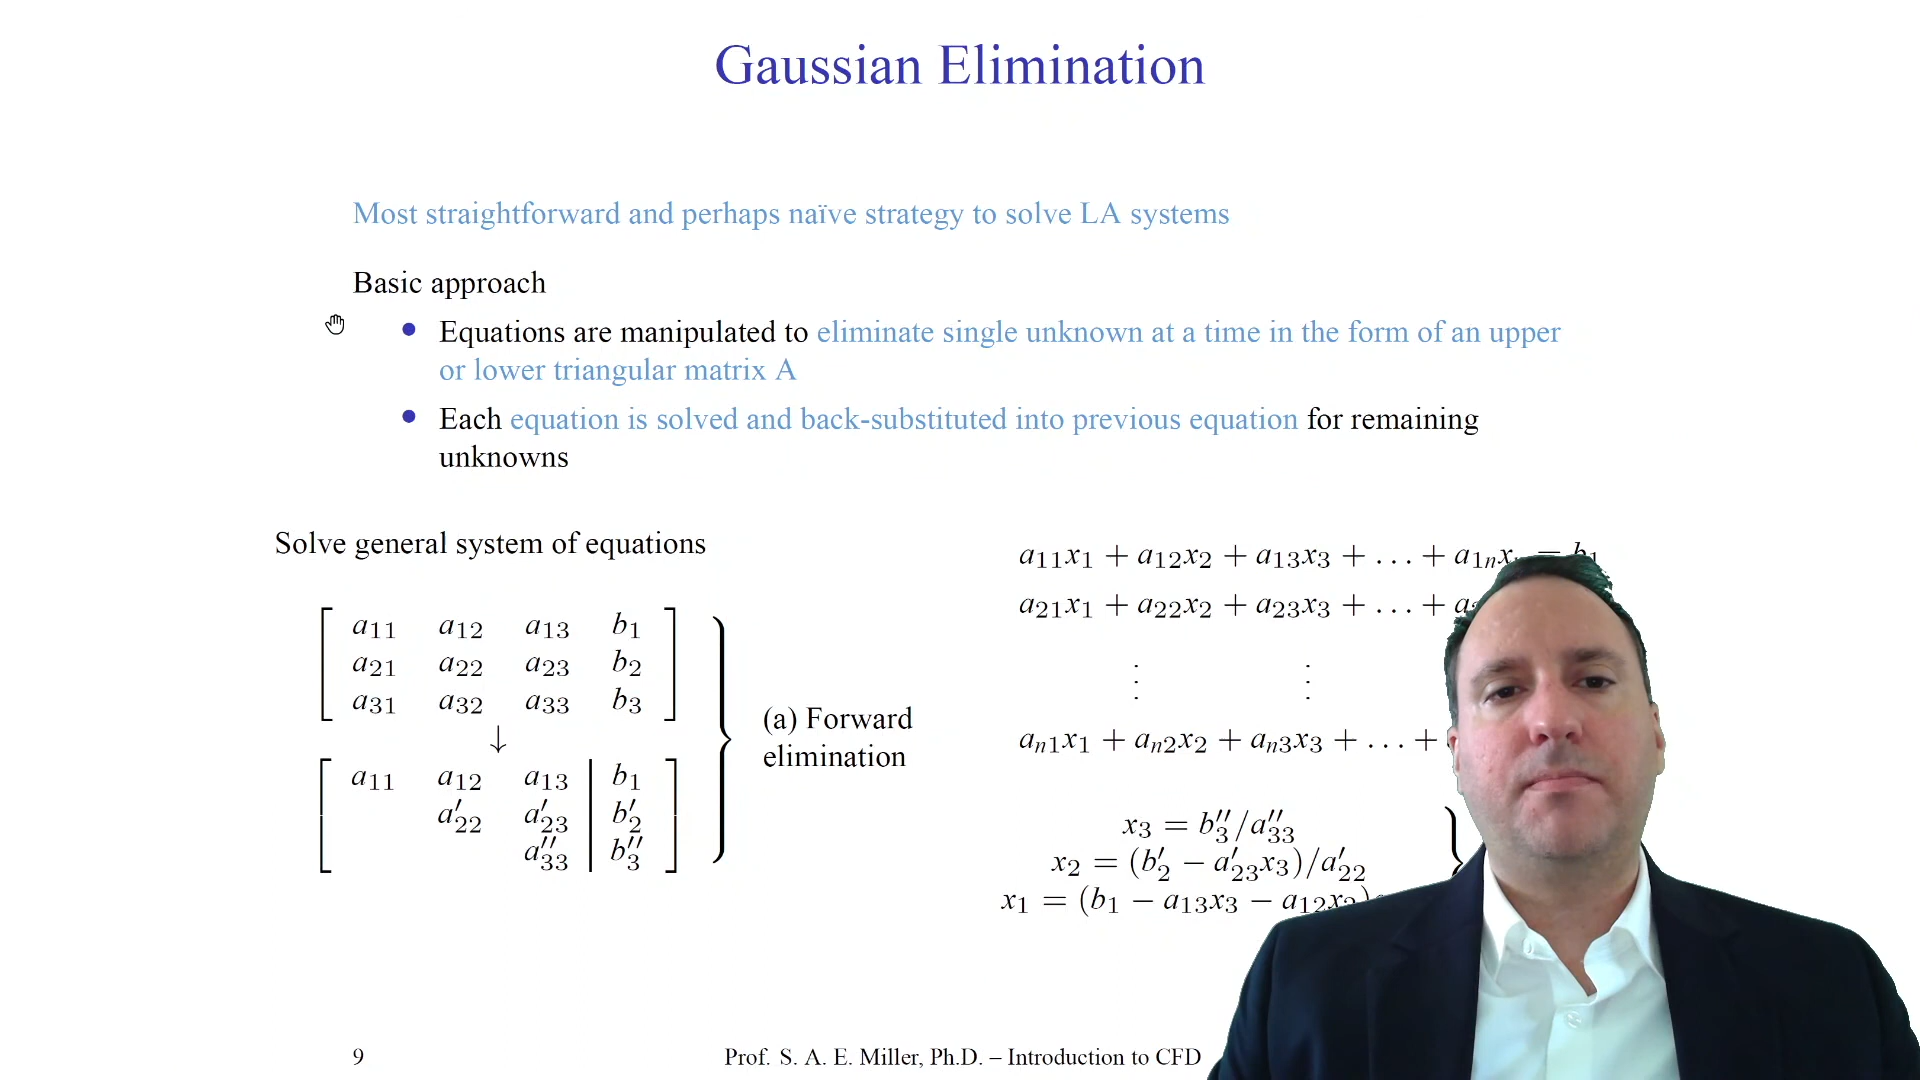 Gaussian Elimination
Most straightforward and perhaps naïve strategy to solve LA systems
Basic approach
• Equations are manipulated to eliminate single unknown at a time in the form of an upper
or lower triangular matrix A
• Each equation is solved and back-substituted into previous equation for remaining
unknowns
Solve general system of equations
a₁₁ a₁₂ a₁₃ b₁
a₂₁ a₂₂ a₂₃ b₂
a₃₁ a₃₂ a₃₃ b₃
↓
a₁₁ a₁₂ a₁₃ | b₁
a′₂₂ a′₂₃ | b′₂
a″₃₃ | b″₃
(a) Forward
elimination
a₁₁x₁ + a₁₂x₂ + a₁₃x₃ + … + a₁ₙx = b₁
a₂₁x₁ + a₂₂x₂ + a₂₃x₃ + … + a
⋮ ⋮
aₙ₁x₁ + aₙ₂x₂ + aₙ₃x₃ + … +
x₃ = b″₃/a″₃₃
x₂ = (b′₂ − a′₂₃x₃)/a′₂₂
x₁ = (b₁ − a₁₃x₃ − a₁₂x₂)
9
Prof. S. A. E. Miller, Ph.D. – Introduction to CFD